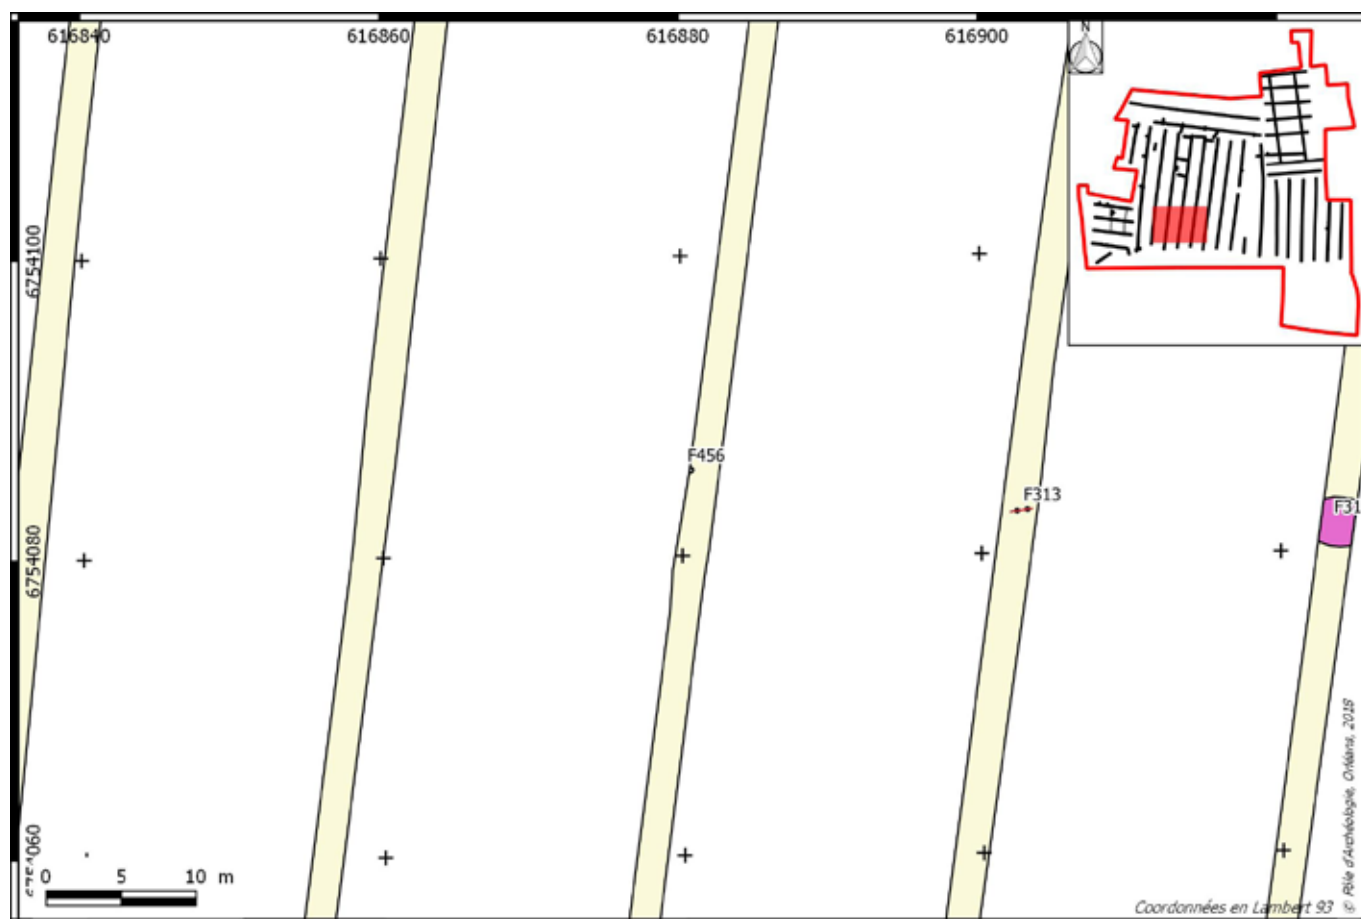 616840
616860
616880
616900
N
6754100
F456
F313
F31
6754080
0
5
10 m
Coordonnées en Lambert 93
© Pôle d'Archéologie, Orléans, 2018